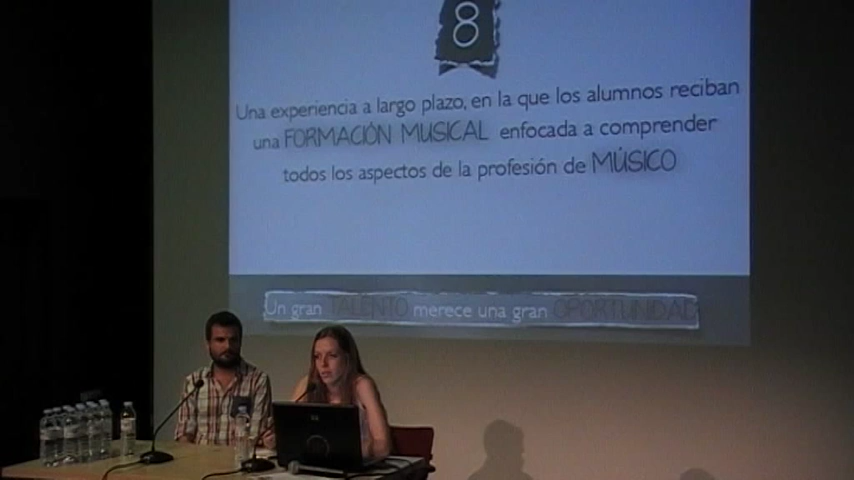 8
Una experiencia a largo plazo, en la que los alumnos reciban
una FORMACIÓN MUSICAL enfocada a comprender
todos los aspectos de la profesión de MÚSICO
Un gran TALENTO merece una gran OPORTUNIDAD